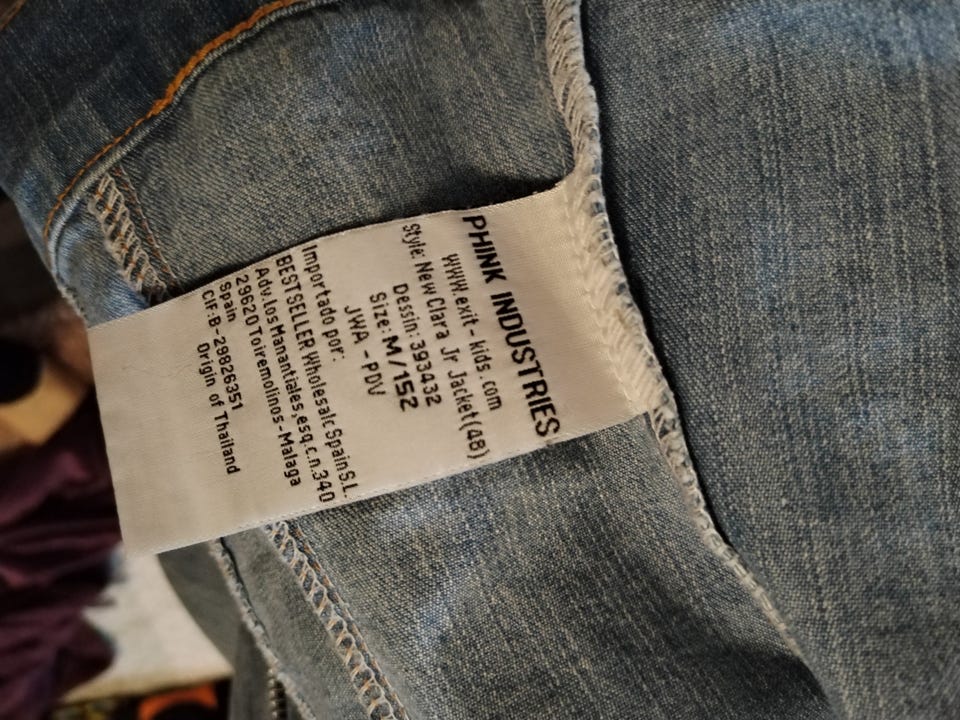 PHINK INDUSTRIES
WWW.exit-kids.com
Style: New Clara Jr Jacket(48)
Dessin: 393432
Size: M/152
JWA - PDV
Importado por:
BESTSELLER Wholesale Spain S.L.
Adv.Los Manantiales,esq.c.n.340
29620 Toiremolinos-Malaga
Spain
CIF:B-29826351
Origin of Thailand